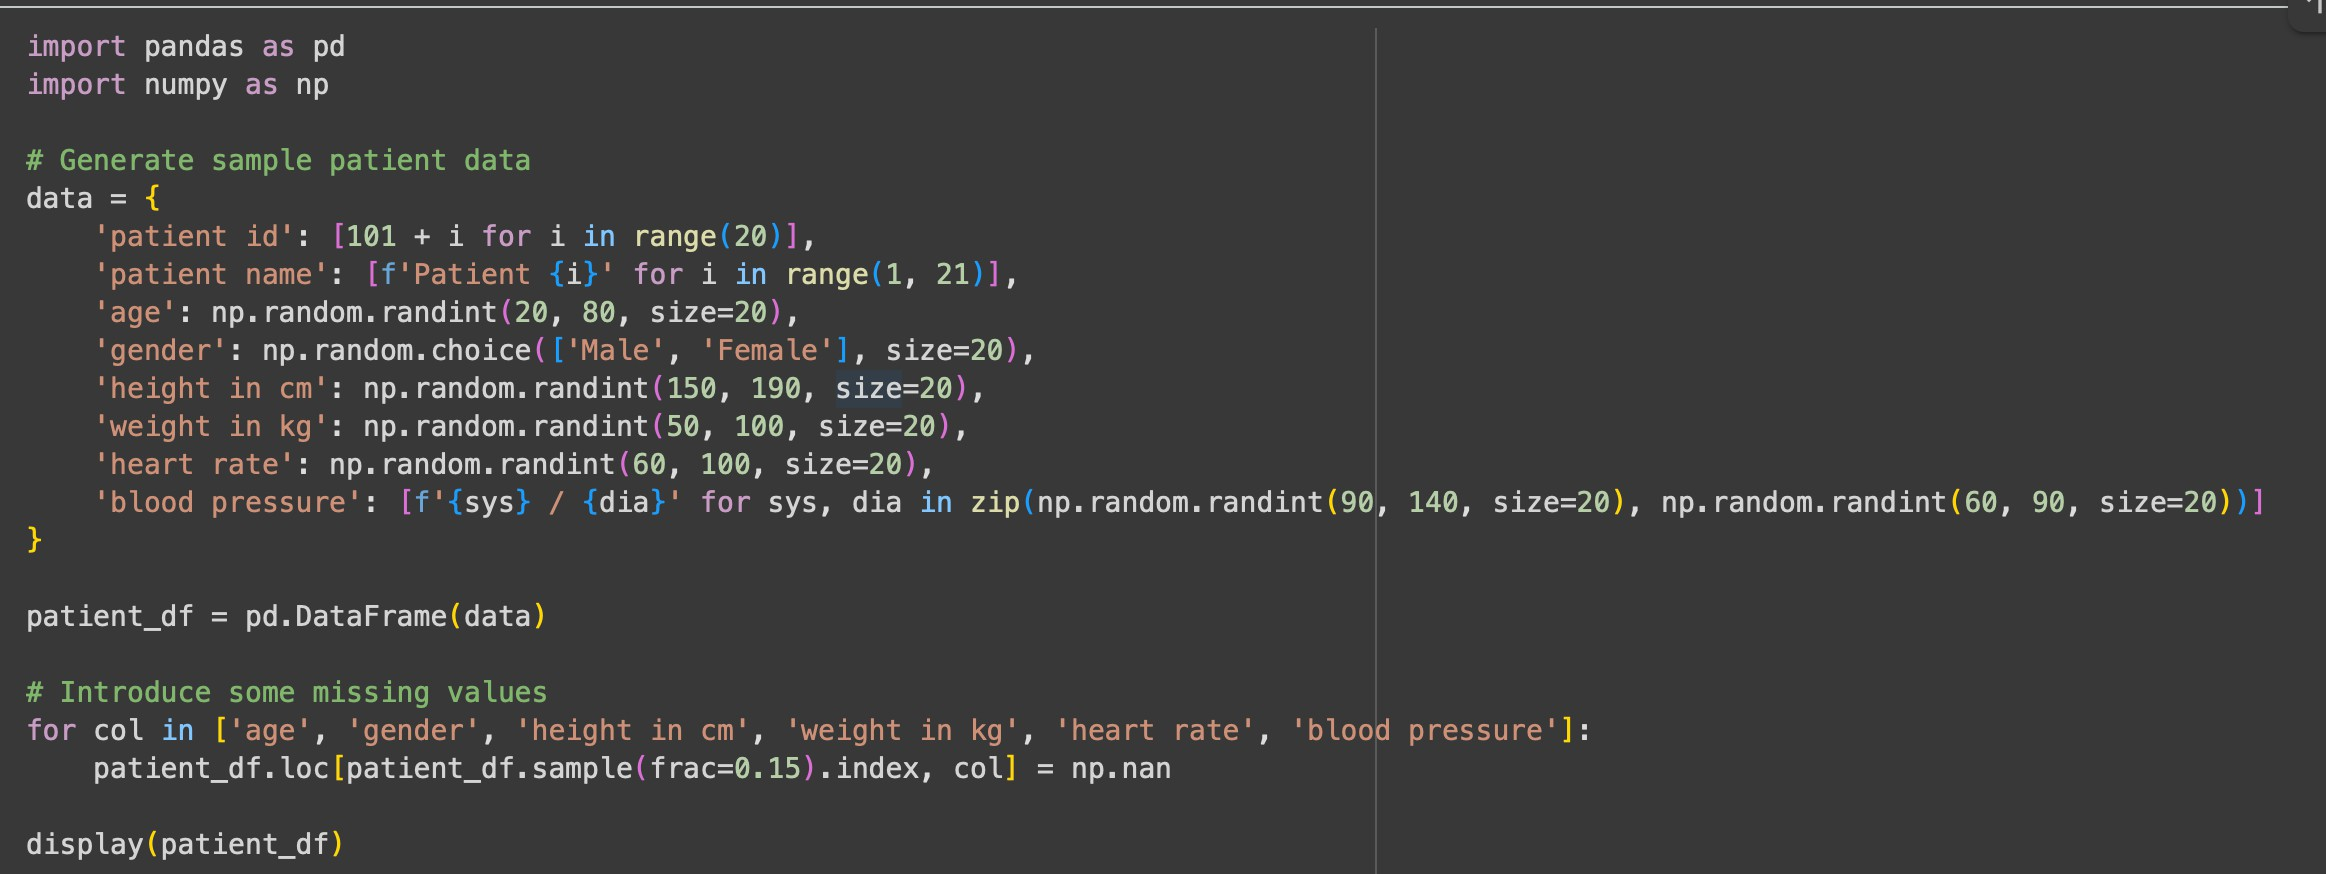 import pandas as pd
import numpy as np

# Generate sample patient data
data = {
    'patient id': [101 + i for i in range(20)],
    'patient name': [f'Patient {i}' for i in range(1, 21)],
    'age': np.random.randint(20, 80, size=20),
    'gender': np.random.choice(['Male', 'Female'], size=20),
    'height in cm': np.random.randint(150, 190, size=20),
    'weight in kg': np.random.randint(50, 100, size=20),
    'heart rate': np.random.randint(60, 100, size=20),
    'blood pressure': [f'{sys} / {dia}' for sys, dia in zip(np.random.randint(90, 140, size=20), np.random.randint(60, 90, size=20))]
}

patient_df = pd.DataFrame(data)

# Introduce some missing values
for col in ['age', 'gender', 'height in cm', 'weight in kg', 'heart rate', 'blood pressure']:
    patient_df.loc[patient_df.sample(frac=0.15).index, col] = np.nan

display(patient_df)